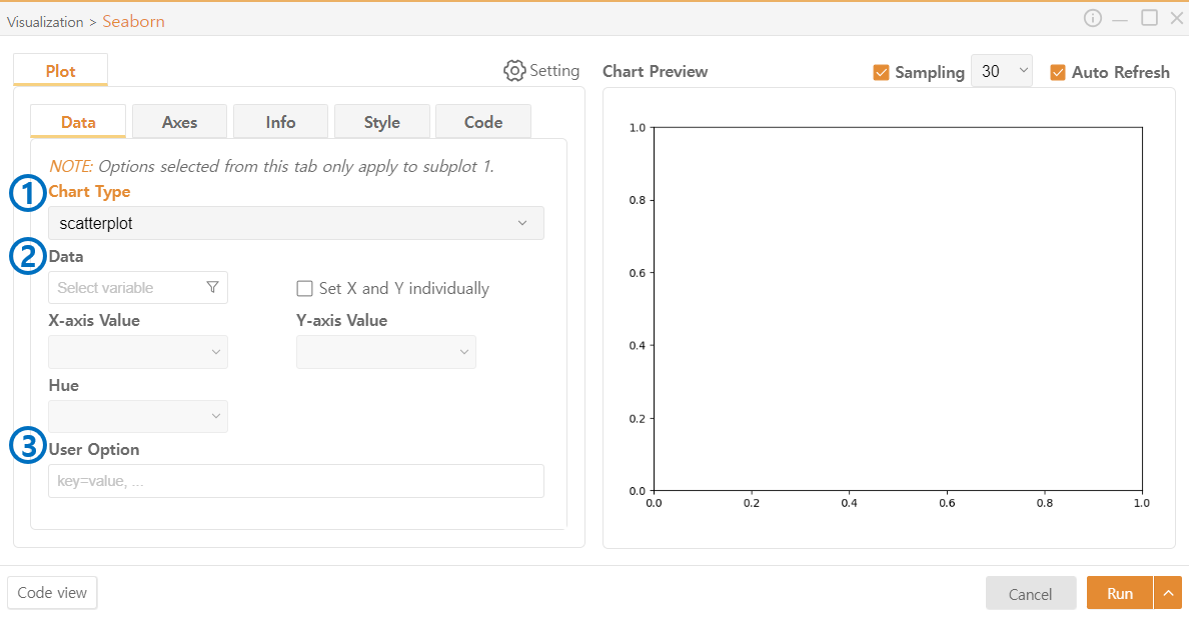 Visualization > Seaborn
Plot
Setting
Chart Preview
Sampling
30
Auto Refresh
Data
Axes
Info
Style
Code
NOTE: Options selected from this tab only apply to subplot 1.
1
Chart Type
scatterplot
2
Data
Select variable
Set X and Y individually
X-axis Value
Y-axis Value
Hue
3
User Option
key=value, ...
1.0
0.8
0.6
0.4
0.2
0.0
0.0 0.2 0.4 0.6 0.8 1.0
Code view
Cancel
Run